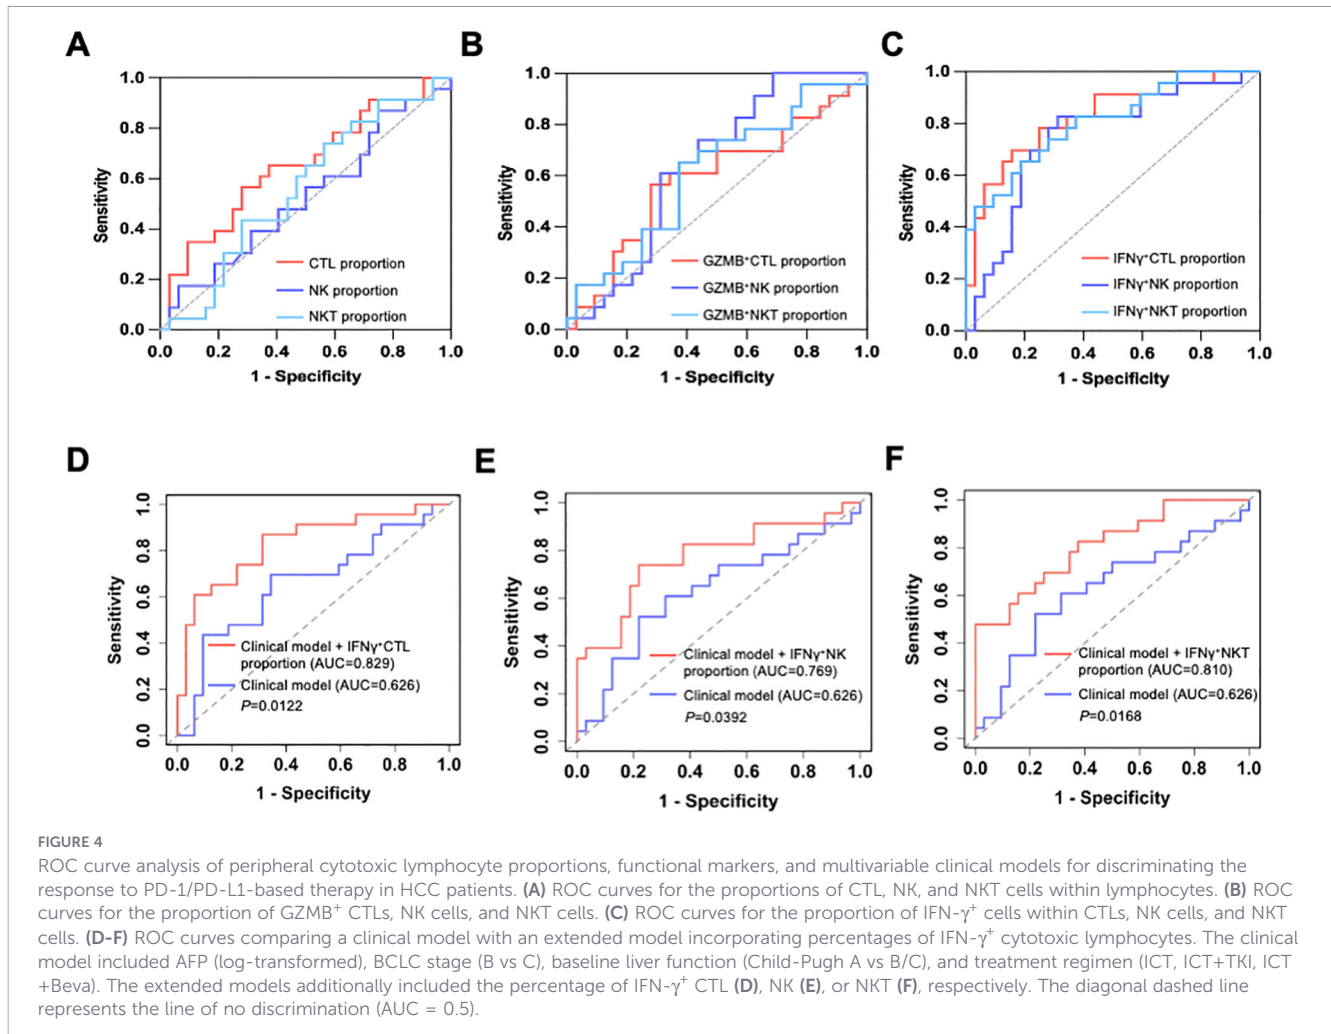 A
1.0
0.8
0.6
0.4
0.2
0.0
Sensitivity
CTL proportion
NK proportion
NKT proportion
0.0 0.2 0.4 0.6 0.8 1.0
1 - Specificity
B
1.0
0.8
0.6
0.4
0.2
0.0
Sensitivity
GZMB⁺CTL proportion
GZMB⁺NK proportion
GZMB⁺NKT proportion
0.0 0.2 0.4 0.6 0.8 1.0
1 - Specificity
C
1.0
0.8
0.6
0.4
0.2
0.0
Sensitivity
IFNγ⁺CTL proportion
IFNγ⁺NK proportion
IFNγ⁺NKT proportion
0.0 0.2 0.4 0.6 0.8 1.0
1 - Specificity
D
1.0
0.8
0.6
0.4
0.2
0.0
Sensitivity
Clinical model + IFNγ⁺CTL
proportion (AUC=0.829)
Clinical model (AUC=0.626)
P=0.0122
0.0 0.2 0.4 0.6 0.8 1.0
1 - Specificity
E
1.0
0.8
0.6
0.4
0.2
0.0
Sensitivity
Clinical model + IFNγ⁺NK
proportion (AUC=0.769)
Clinical model (AUC=0.626)
P=0.0392
0.0 0.2 0.4 0.6 0.8 1.0
1 - Specificity
F
1.0
0.8
0.6
0.4
0.2
0.0
Sensitivity
Clinical model + IFNγ⁺NKT
proportion (AUC=0.810)
Clinical model (AUC=0.626)
P=0.0168
0.0 0.2 0.4 0.6 0.8 1.0
1 - Specificity
FIGURE 4
ROC curve analysis of peripheral cytotoxic lymphocyte proportions, functional markers, and multivariable clinical models for discriminating the
response to PD-1/PD-L1-based therapy in HCC patients. (A) ROC curves for the proportions of CTL, NK, and NKT cells within lymphocytes. (B) ROC
curves for the proportion of GZMB⁺ CTLs, NK cells, and NKT cells. (C) ROC curves for the proportion of IFN-γ⁺ cells within CTLs, NK cells, and NKT
cells. (D-F) ROC curves comparing a clinical model with an extended model incorporating percentages of IFN-γ⁺ cytotoxic lymphocytes. The clinical
model included AFP (log-transformed), BCLC stage (B vs C), baseline liver function (Child-Pugh A vs B/C), and treatment regimen (ICT, ICT+TKI, ICT
+Beva). The extended models additionally included the percentage of IFN-γ⁺ CTL (D), NK (E), or NKT (F), respectively. The diagonal dashed line
represents the line of no discrimination (AUC = 0.5).